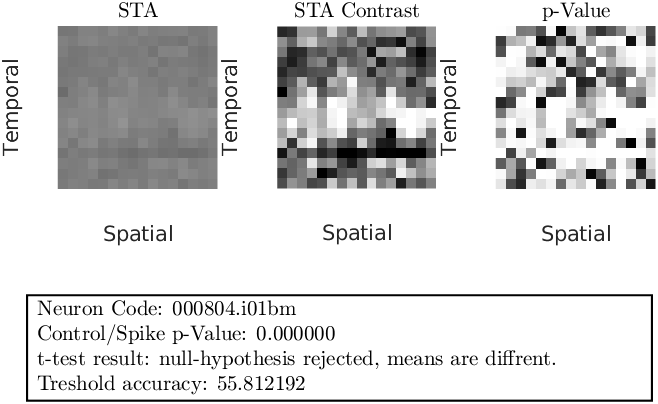 STA
STA Contrast
p-Value
Temporal
Temporal
Temporal
Spatial
Spatial
Spatial
Neuron Code: 000804.i01bm
Control/Spike p-Value: 0.000000
t-test result: null-hypothesis rejected, means are diffrent.
Treshold accuracy: 55.812192